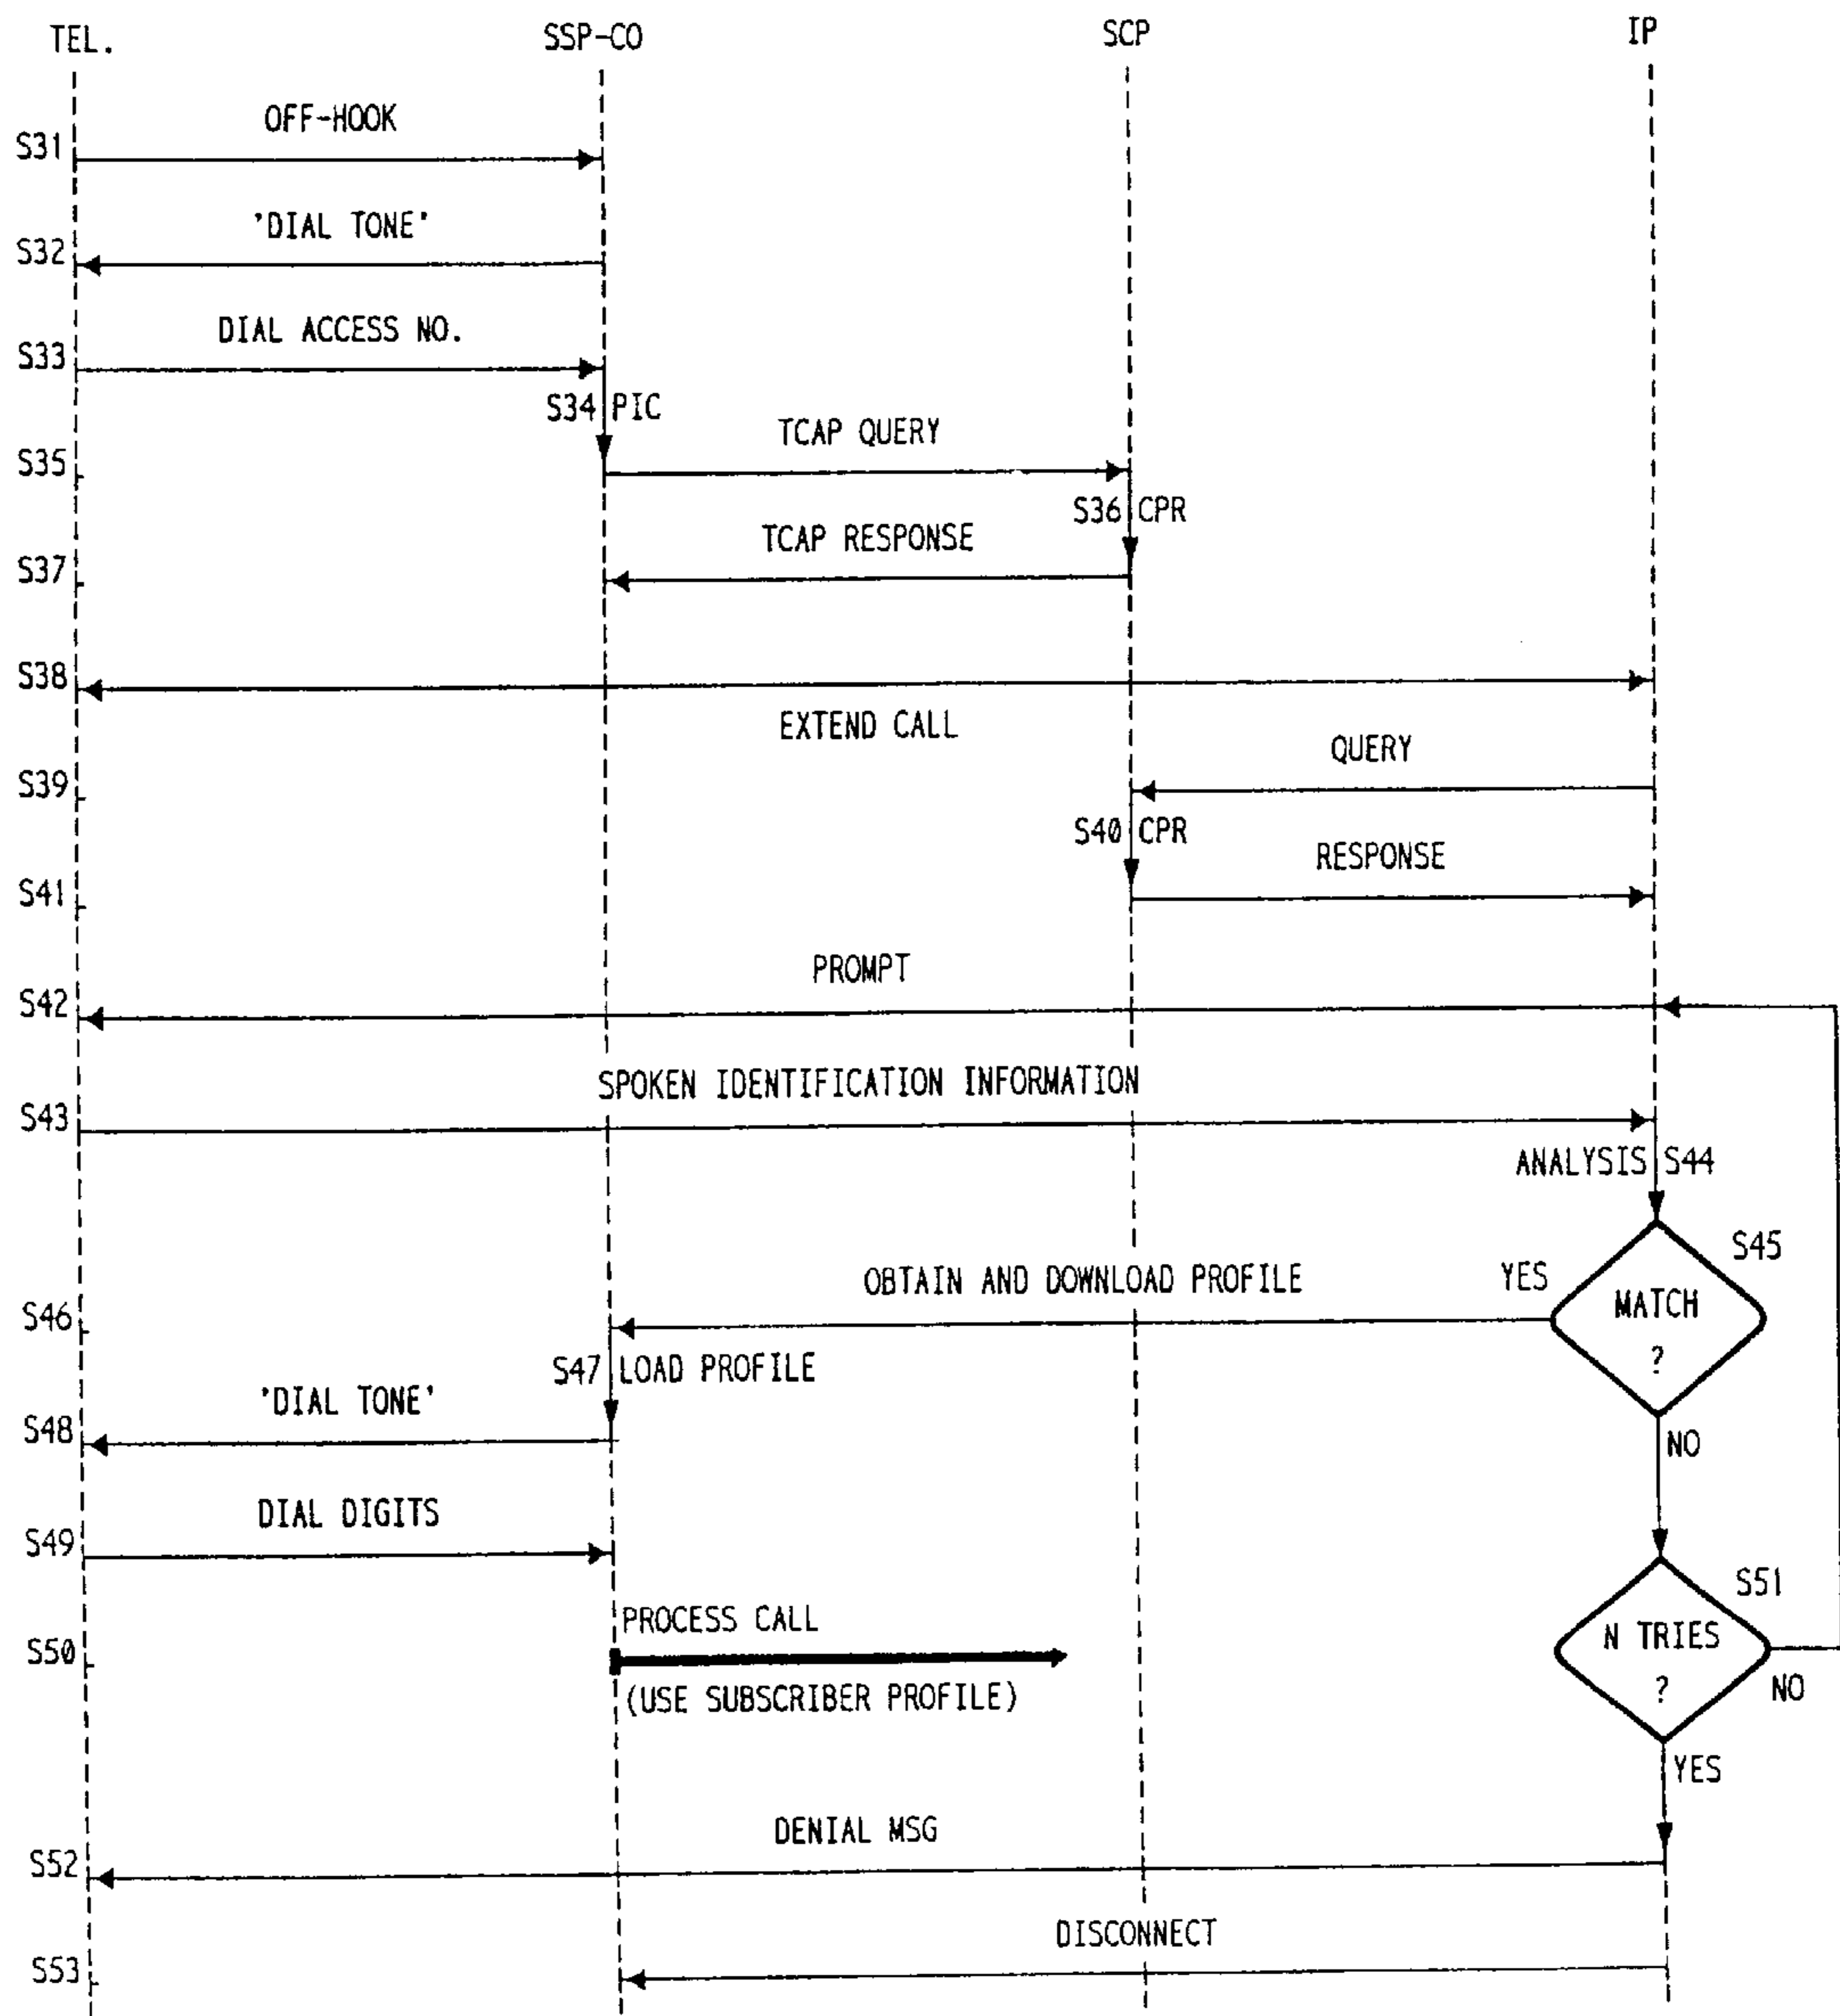 TEL. SSP-CO SCP IP
OFF-HOOK
S31
'DIAL TONE'
S32
DIAL ACCESS NO.
S33
S34 PIC
TCAP QUERY
S35
S36 CPR
TCAP RESPONSE
S37
S38
EXTEND CALL
QUERY
S39
S40 CPR
RESPONSE
S41
PROMPT
S42
SPOKEN IDENTIFICATION INFORMATION
S43
ANALYSIS S44
S45
OBTAIN AND DOWNLOAD PROFILE YES
MATCH
?
S46
S47 LOAD PROFILE
'DIAL TONE'
S48
NO
DIAL DIGITS
S49
S51
PROCESS CALL
N TRIES
?
S50
NO
(USE SUBSCRIBER PROFILE)
YES
DENIAL MSG
S52
DISCONNECT
S53